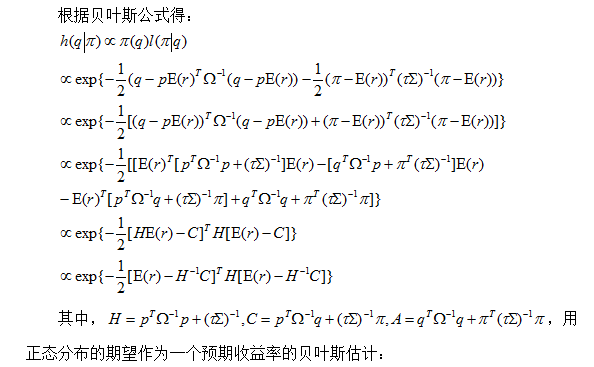 根据贝叶斯公式得:
h(q|π) ∝ π(q)l(π|q)
∝ exp{−1/2(q − pE(r)^T Ω^−1(q − pE(r)) − 1/2(π − E(r))^T(τΣ)^−1(π − E(r))}
∝ exp{−1/2[(q − pE(r))^T Ω^−1(q − pE(r)) + (π − E(r))^T(τΣ)^−1(π − E(r))]}
∝ exp{−1/2[[E(r)^T[p^T Ω^−1 p + (τΣ)^−1]E(r) − [q^T Ω^−1 p + π^T(τΣ)^−1]E(r)
− E(r)^T[p^T Ω^−1 q + (τΣ)^−1 π] + q^T Ω^−1 q + π^T(τΣ)^−1 π]}
∝ exp{−1/2[HE(r) − C]^T H[E(r) − C]}
∝ exp{−1/2[E(r) − H^−1 C]^T H[E(r) − H^−1 C]}
其中，H = p^T Ω^−1 p + (τΣ)^−1, C = p^T Ω^−1 q + (τΣ)^−1 π, A = q^T Ω^−1 q + π^T(τΣ)^−1 π，用
正态分布的期望作为一个预期收益率的贝叶斯估计: